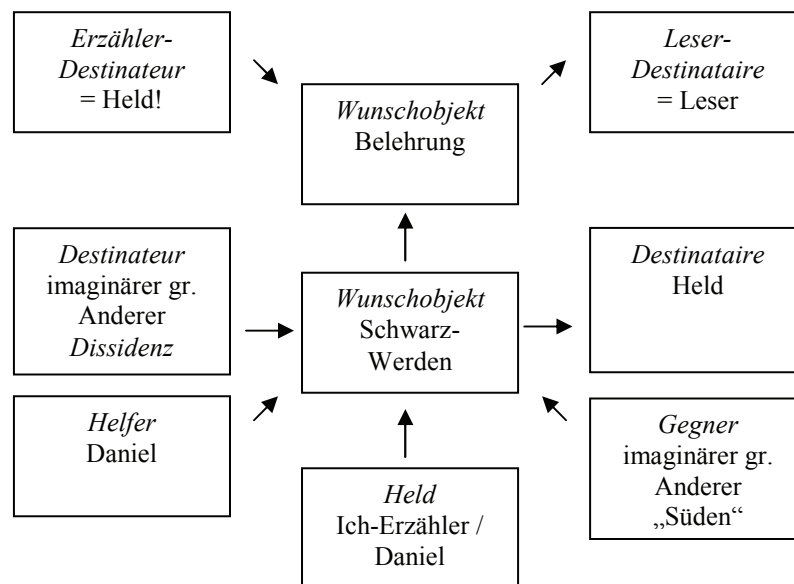 Erzähler-
Destinateur
= Held!
Wunschobjekt
Belehrung
Leser-
Destinataire
= Leser
Destinateur
imaginärer gr.
Anderer
Dissidenz
Wunschobjekt
Schwarz-
Werden
Destinataire
Held
Helfer
Daniel
Held
Ich-Erzähler /
Daniel
Gegner
imaginärer gr.
Anderer
„Süden“